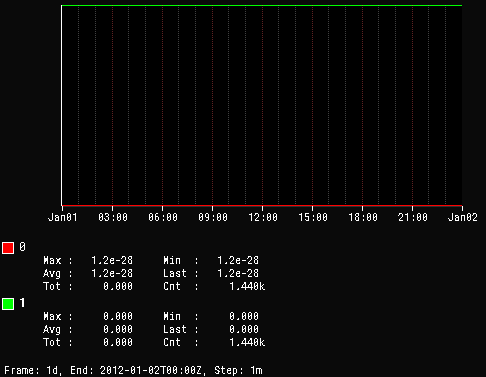 Jan01 03:00 06:00 09:00 12:00 15:00 18:00 21:00 Jan02
0
Max : 1.2e-28 Min : 1.2e-28
Avg : 1.2e-28 Last : 1.2e-28
Tot : 0.000 Cnt : 1.440k
1
Max : 0.000 Min : 0.000
Avg : 0.000 Last : 0.000
Tot : 0.000 Cnt : 1.440k
Frame: 1d, End: 2012-01-02T00:00Z, Step: 1m